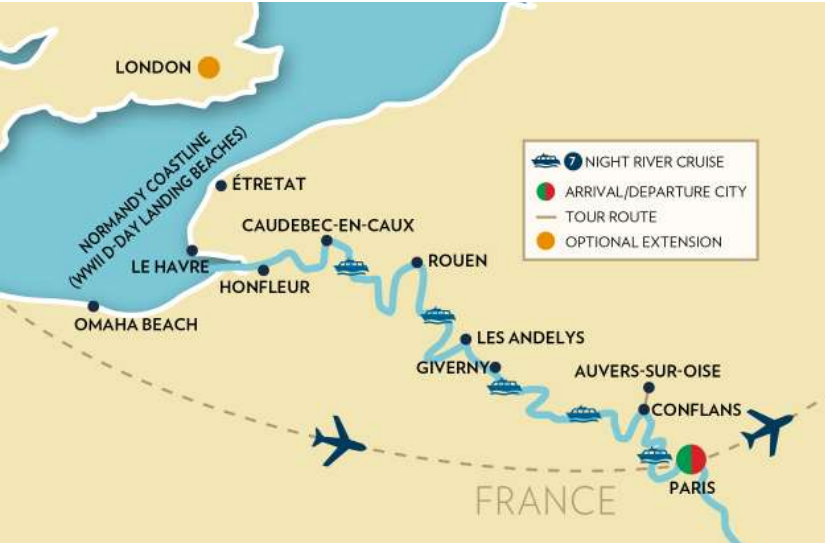 LONDON
NORMANDY COASTLINE
(WWII D-DAY LANDING BEACHES)
ÉTRETAT
7 NIGHT RIVER CRUISE
ARRIVAL/DEPARTURE CITY
TOUR ROUTE
OPTIONAL EXTENSION
CAUDEBEC-EN-CAUX
LE HAVRE
HONFLEUR
ROUEN
OMAHA BEACH
LES ANDELYS
GIVERNY
AUVERS-SUR-OISE
CONFLANS
PARIS
FRANCE